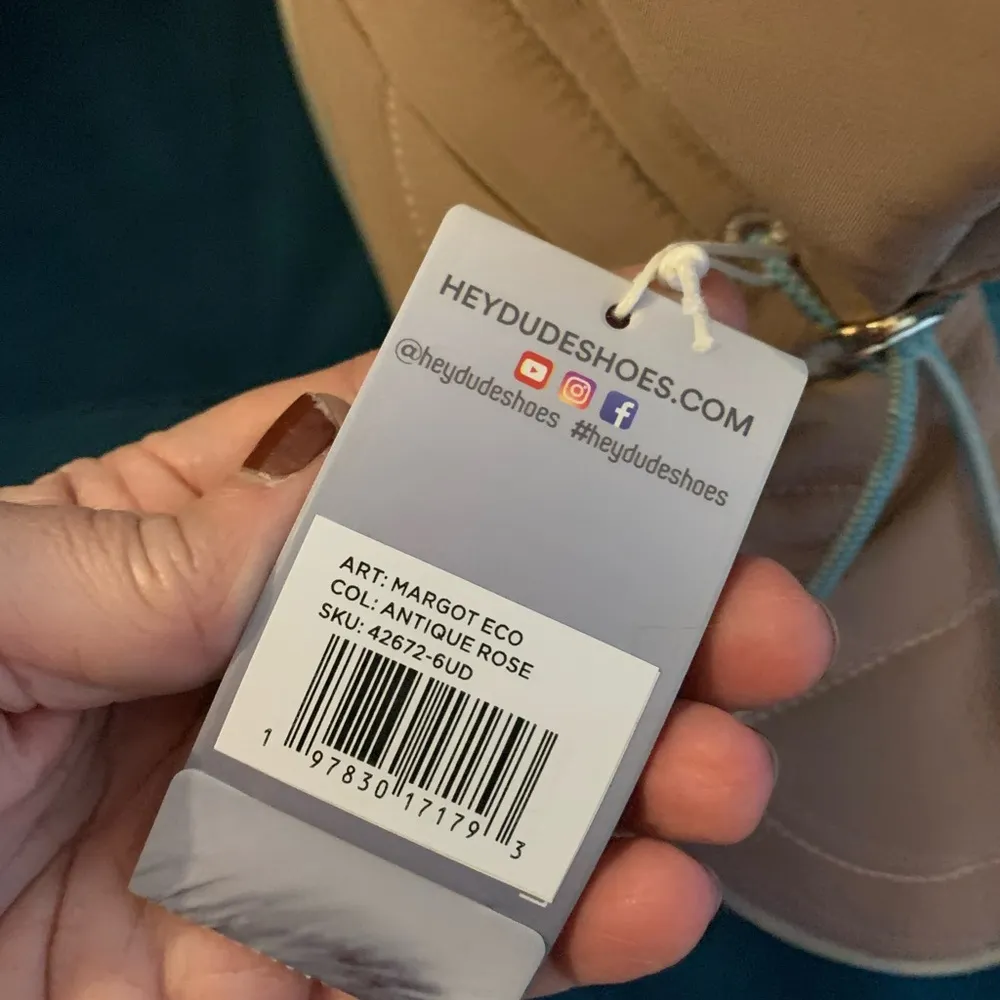 HEYDUDESHOES.COM
@heydudeshoes #heydudeshoes
ART: MARGOT ECO
COL: ANTIQUE ROSE
SKU: 42672-6UD
1 97830 17179 3